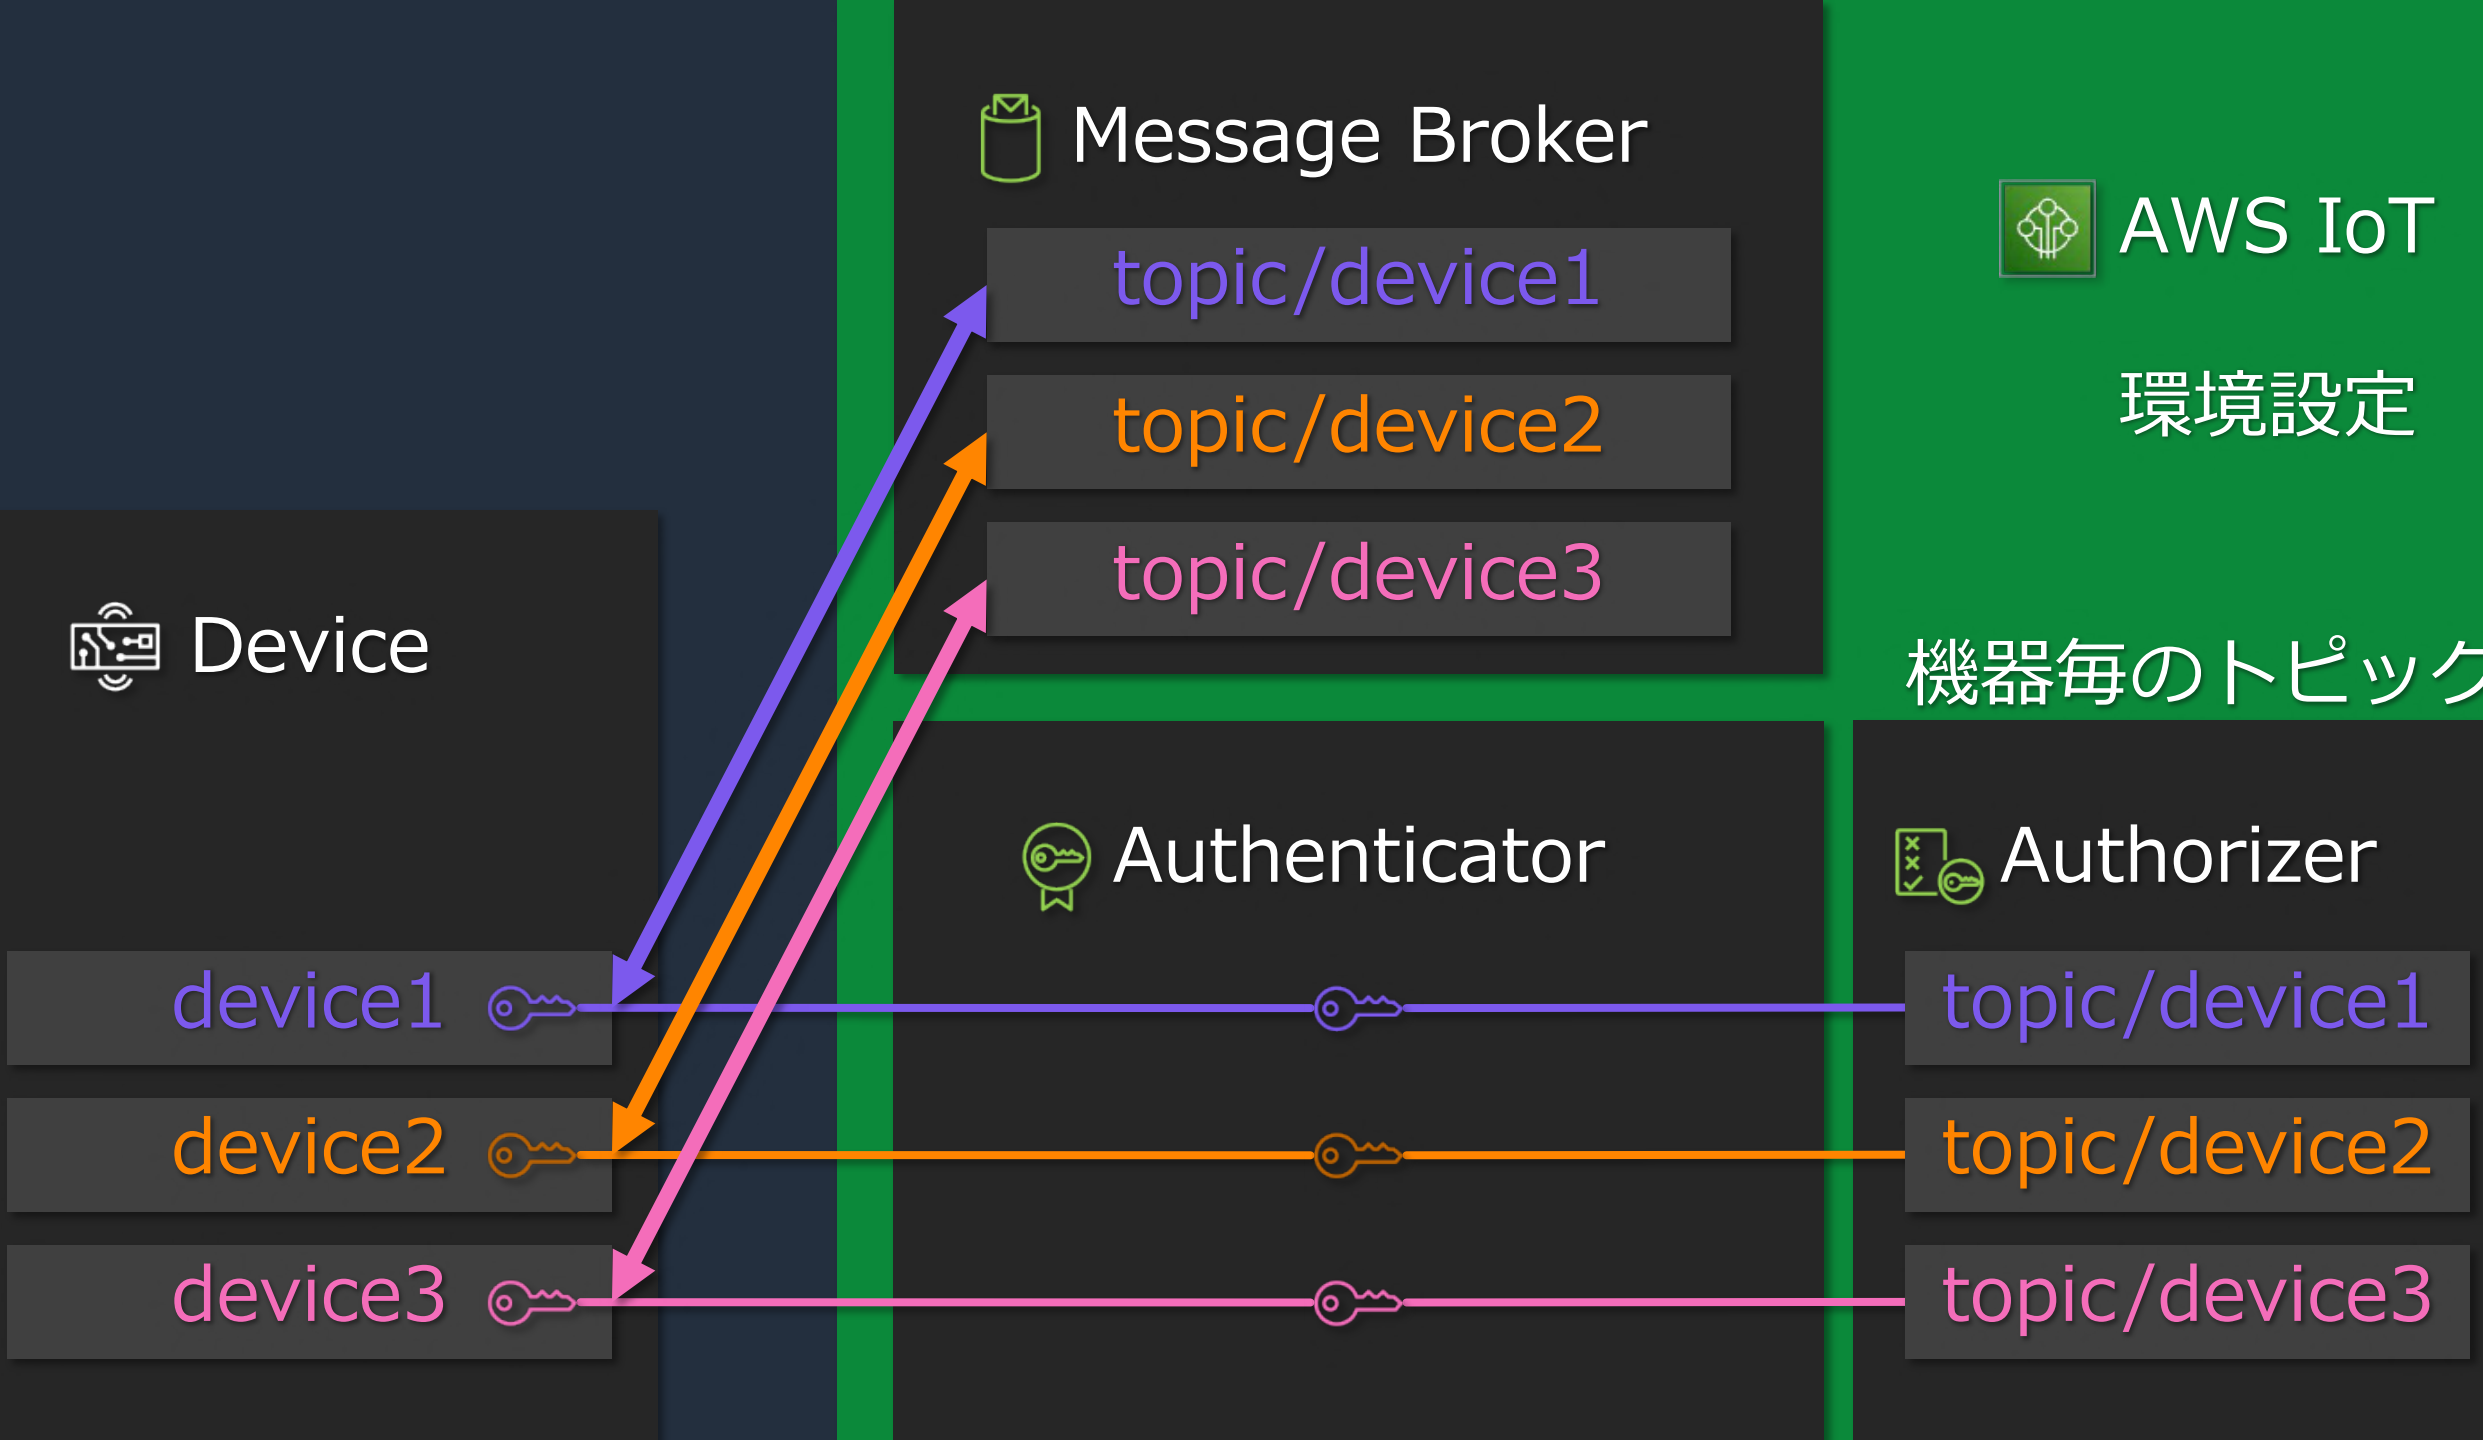 Message Broker
topic/device1
topic/device2
topic/device3
AWS IoT
環境設定
機器毎のトピック
Device
device1
device2
device3
Authenticator
Authorizer
topic/device1
topic/device2
topic/device3